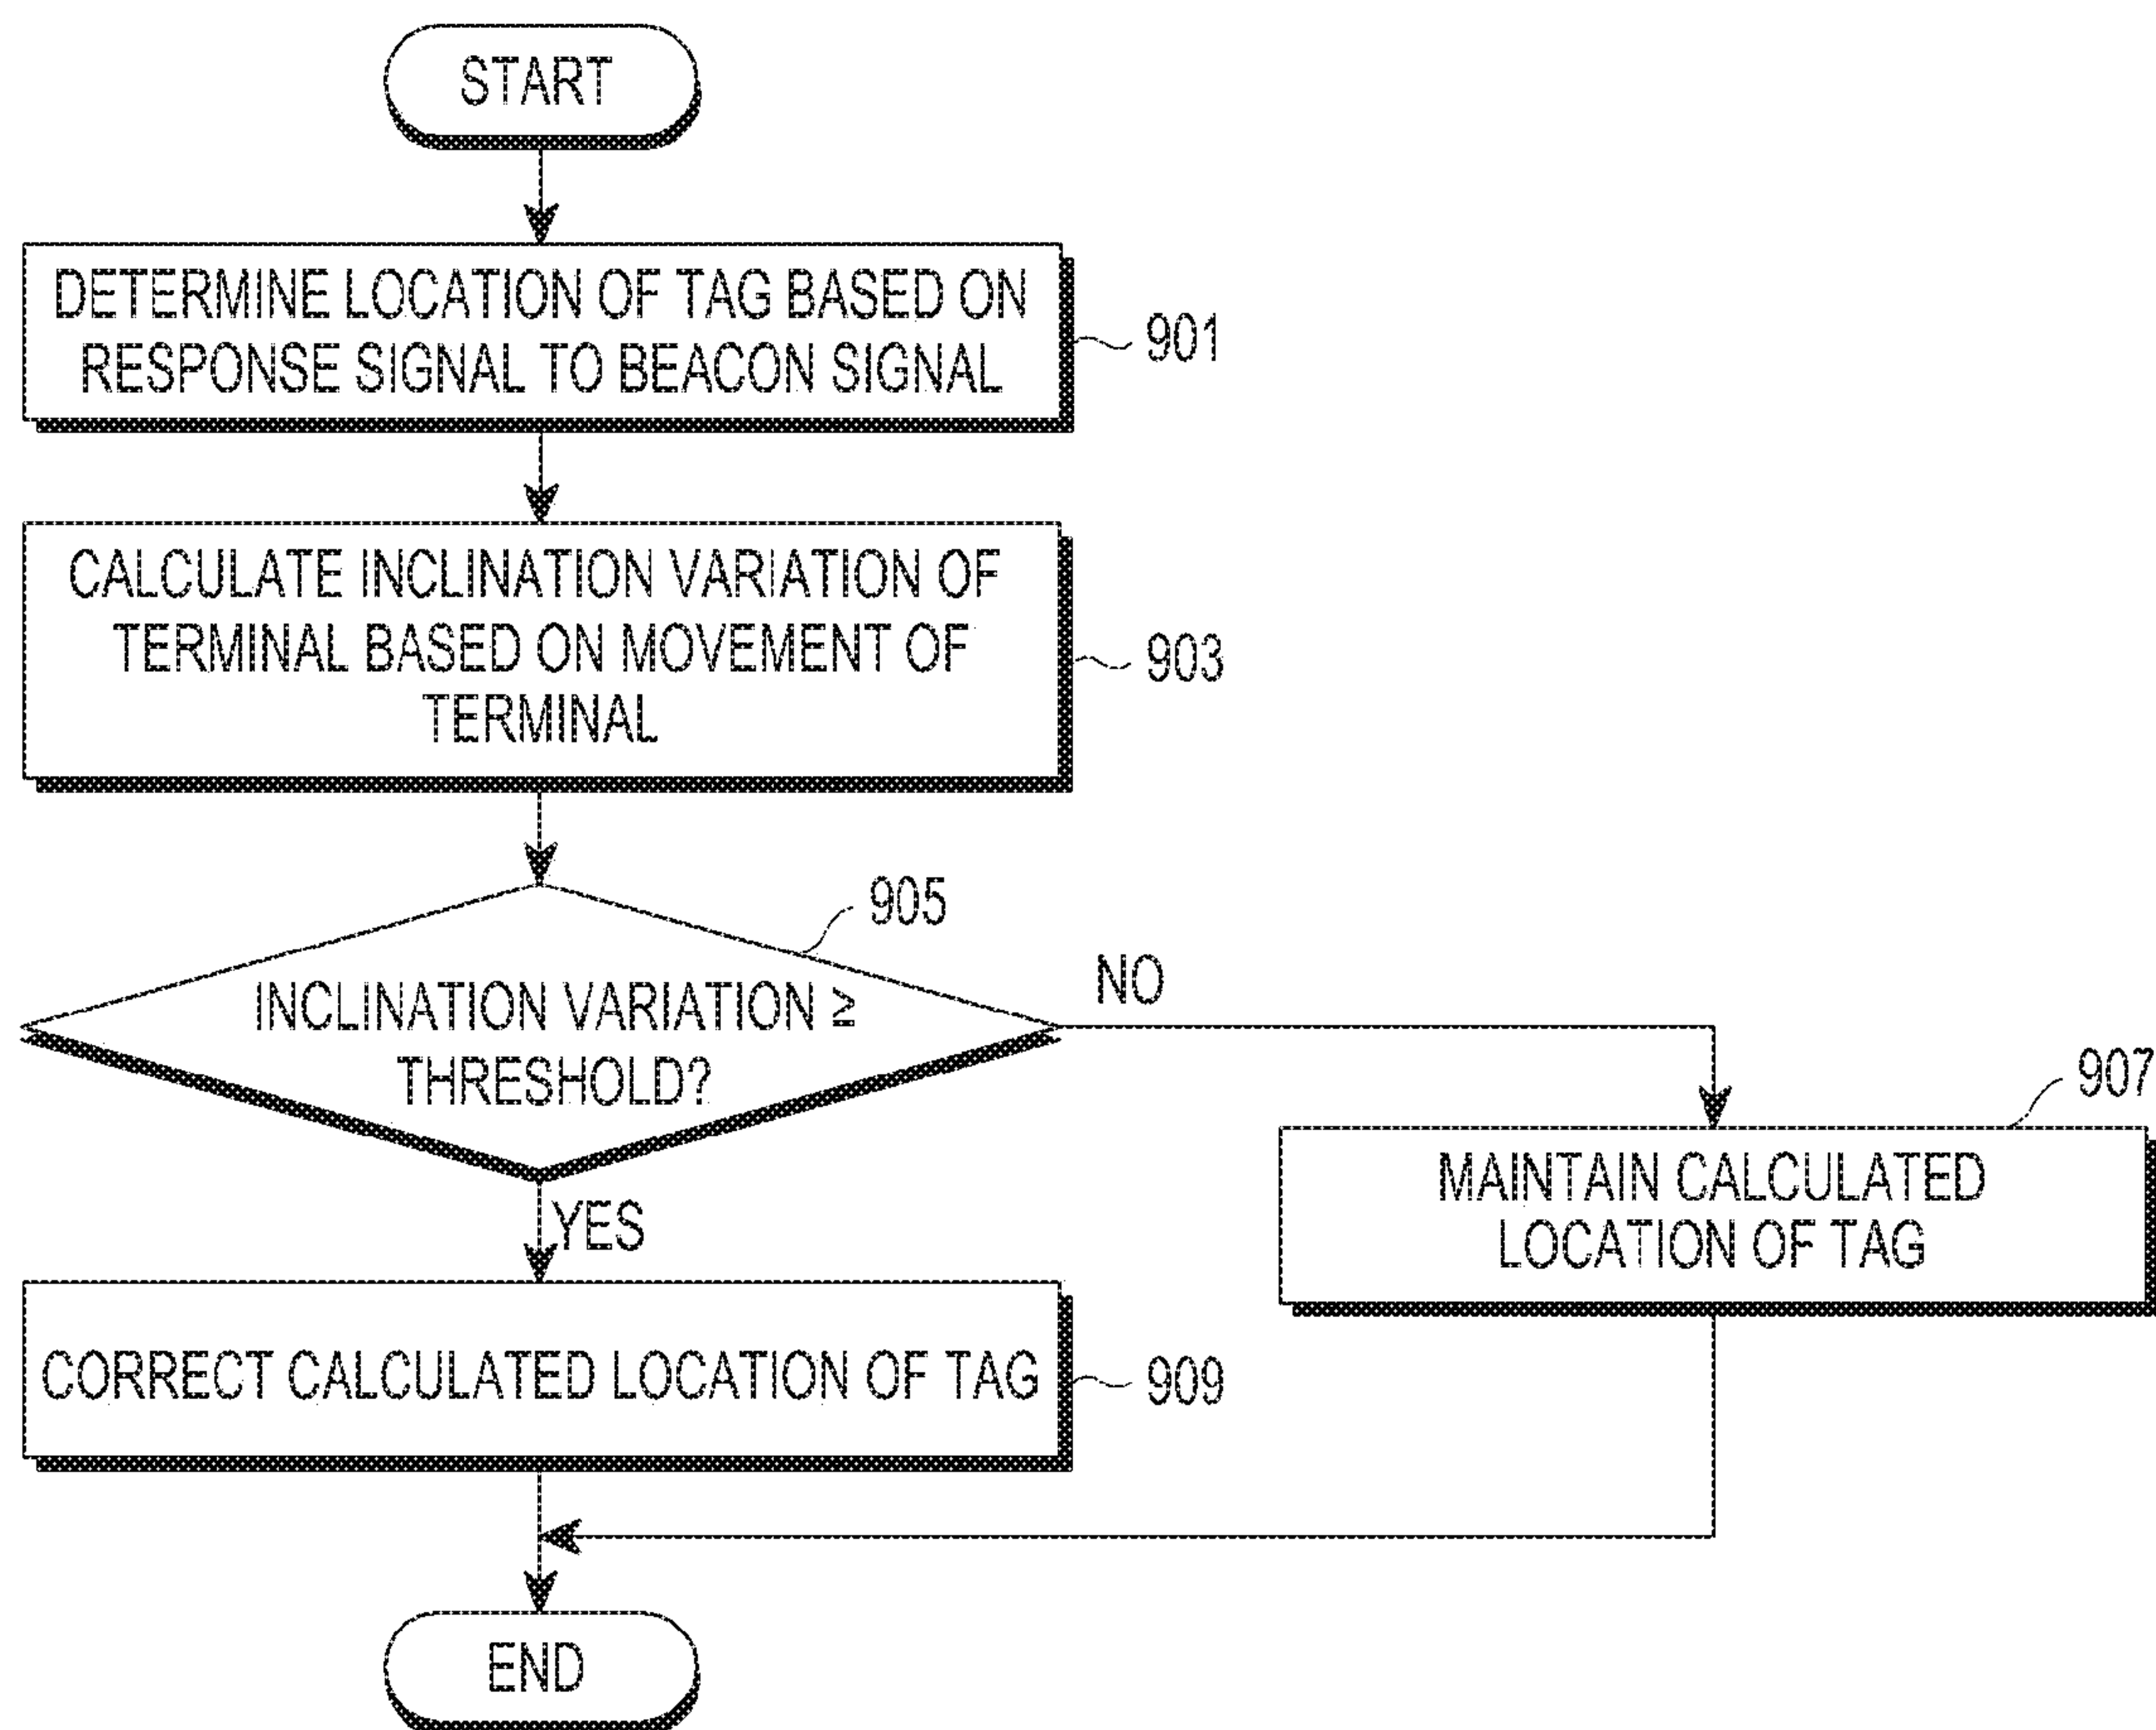 START
DETERMINE LOCATION OF TAG BASED ON
RESPONSE SIGNAL TO BEACON SIGNAL
901
CALCULATE INCLINATION VARIATION OF
TERMINAL BASED ON MOVEMENT OF
TERMINAL
903
905
INCLINATION VARIATION ≥
THRESHOLD?
NO
907
MAINTAIN CALCULATED
LOCATION OF TAG
YES
CORRECT CALCULATED LOCATION OF TAG
909
END